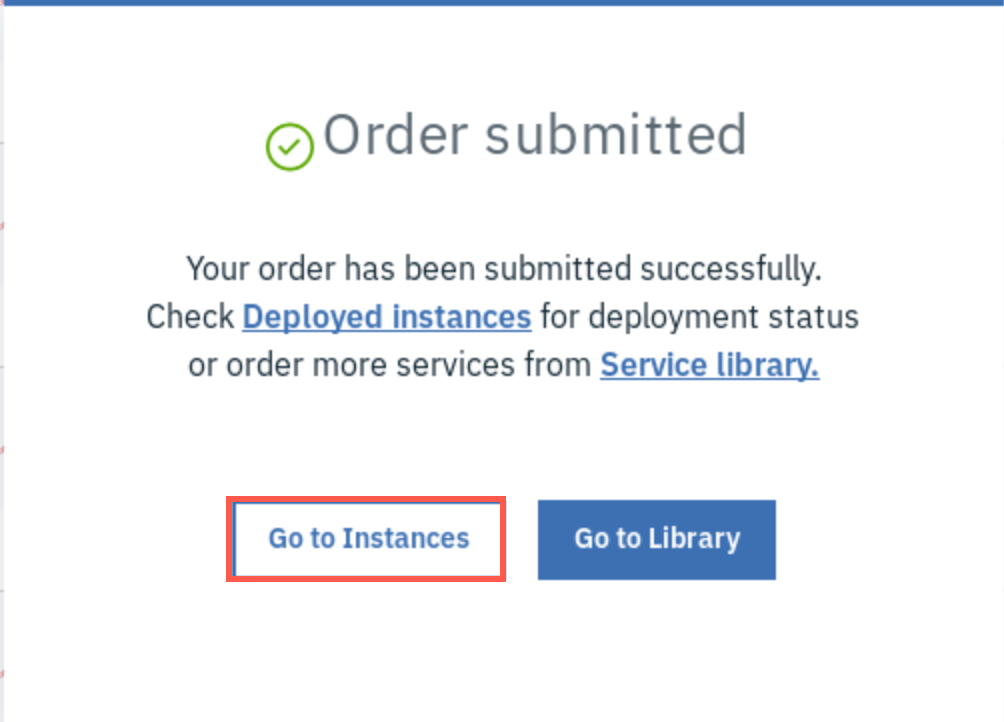 Order submitted
Your order has been submitted successfully.
Check Deployed instances for deployment status
or order more services from Service library.
Go to Instances
Go to Library